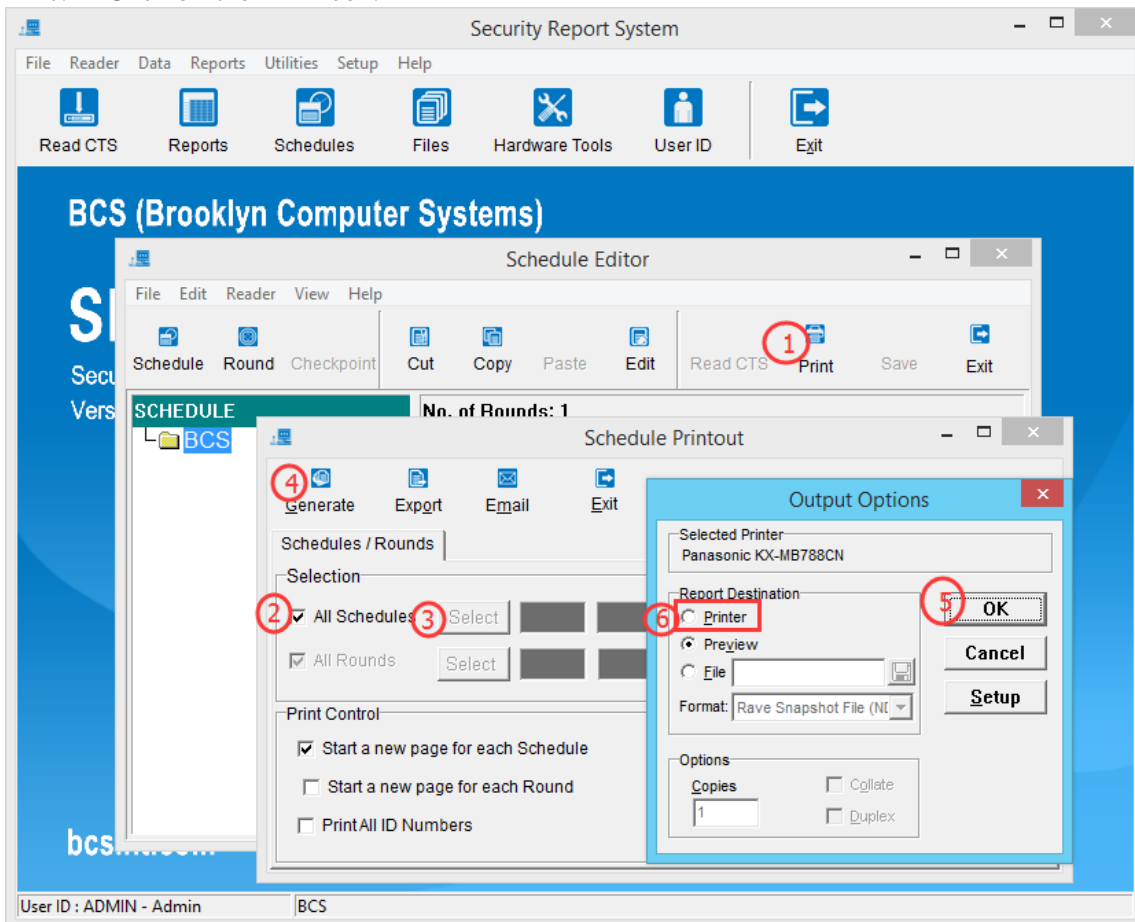 Security Report System
File Reader Data Reports Utilities Setup Help
Read CTS Reports Schedules Files Hardware Tools User ID Exit
BCS (Brooklyn Computer Systems)
Schedule Editor
File Edit Reader View Help
1
Schedule Round Checkpoint Cut Copy Paste Edit Read CTS Print Save Exit
SCHEDULE
No. of Rounds: 1
BCS
Schedule Printout
4
Generate Export Email Exit
Schedules / Rounds
Selection
2 All Schedules 3 Select
All Rounds Select
Print Control
Start a new page for each Schedule
Start a new page for each Round
Print All ID Numbers
Output Options
Selected Printer
Panasonic KX-MB788CN
Report Destination
6 Printer
Preview
File
Format: Rave Snapshot File (ND
5 OK
Cancel
Setup
Options
Copies
1
Collate
Duplex
User ID : ADMIN - Admin BCS